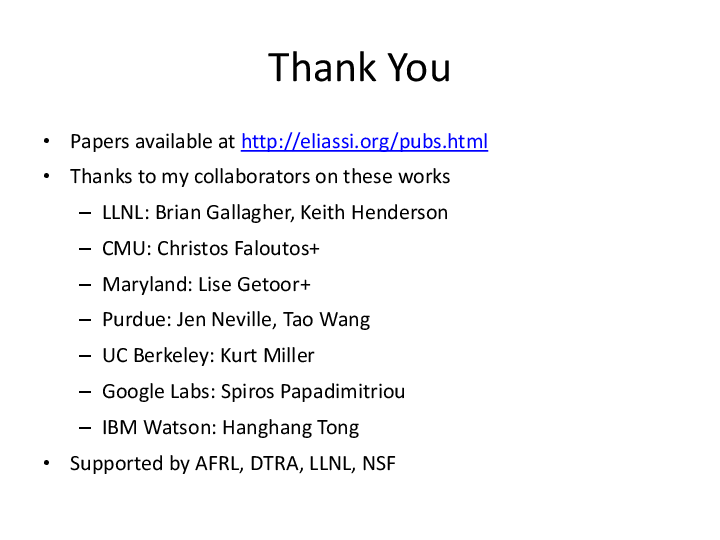 Thank You
• Papers available at http://eliassi.org/pubs.html
• Thanks to my collaborators on these works
– LLNL: Brian Gallagher, Keith Henderson
– CMU: Christos Faloutos+
– Maryland: Lise Getoor+
– Purdue: Jen Neville, Tao Wang
– UC Berkeley: Kurt Miller
– Google Labs: Spiros Papadimitriou
– IBM Watson: Hanghang Tong
• Supported by AFRL, DTRA, LLNL, NSF